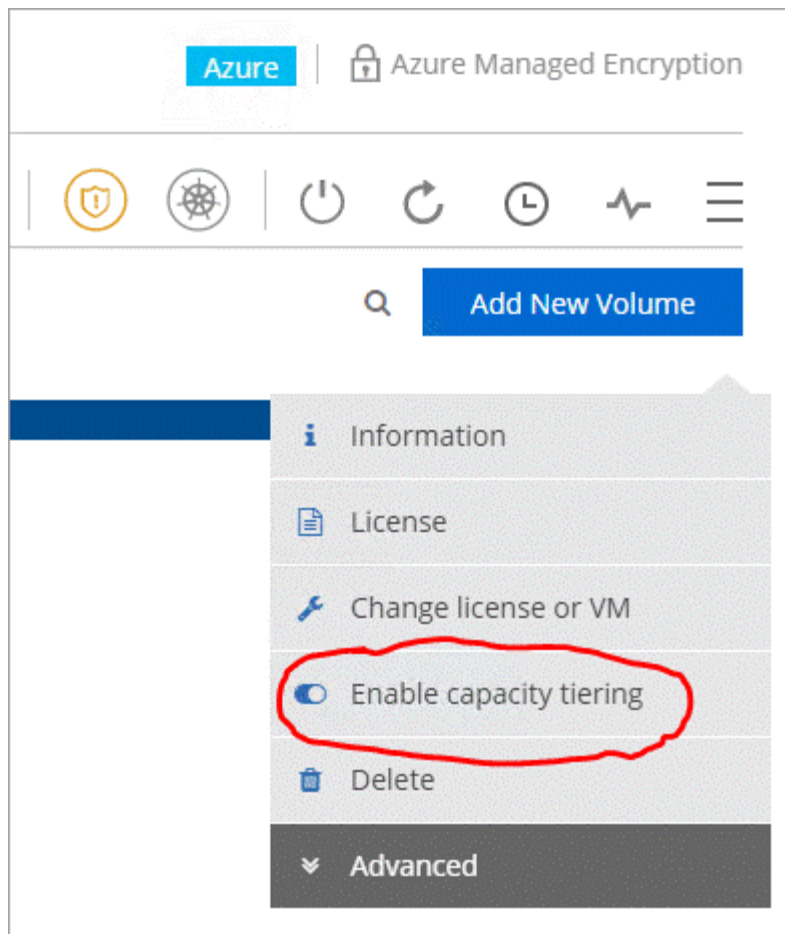 Azure
Azure Managed Encryption
Add New Volume
Information
License
Change license or VM
Enable capacity tiering
Delete
Advanced